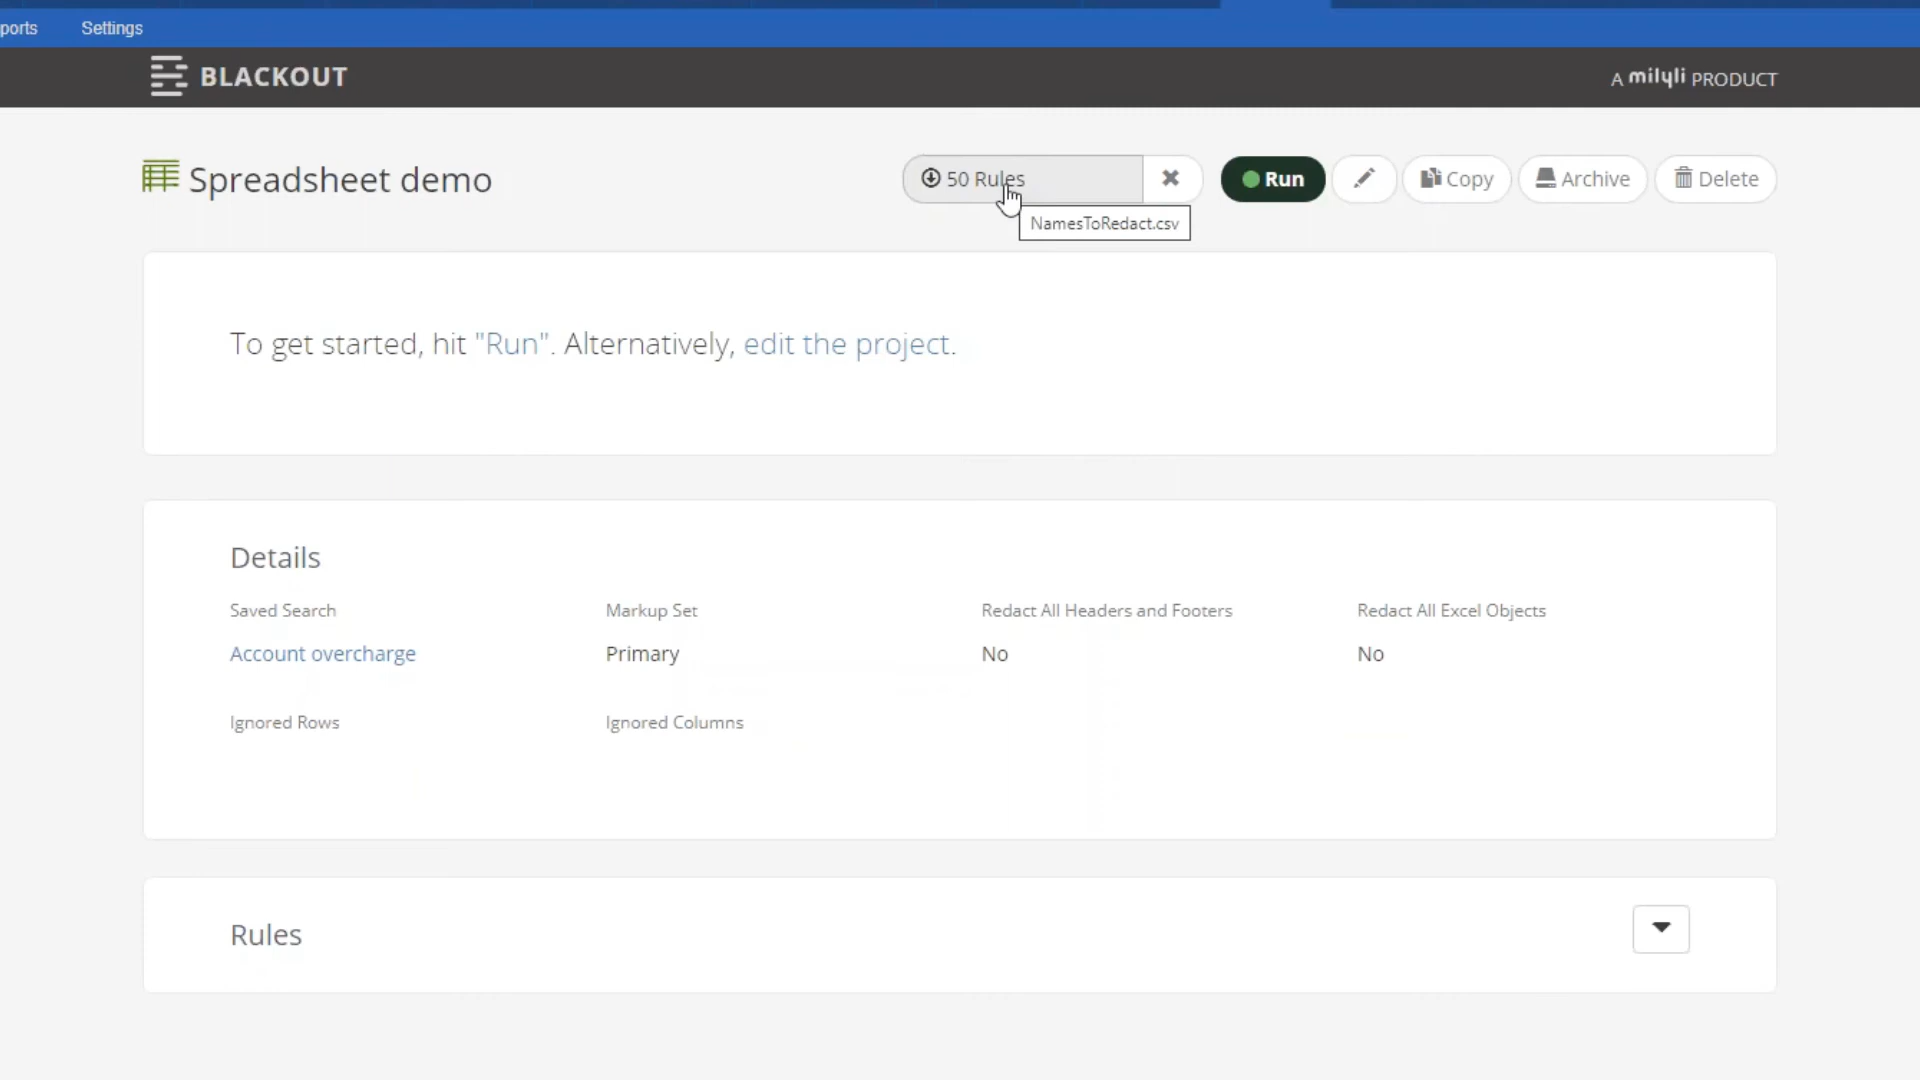 ports Settings
BLACKOUT
A milyli PRODUCT
Spreadsheet demo
50 Rules
Run
Copy
Archive
Delete
NamesToRedact.csv
To get started, hit "Run". Alternatively, edit the project.
Details
Saved Search Markup Set Redact All Headers and Footers Redact All Excel Objects
Account overcharge Primary No No
Ignored Rows Ignored Columns
Rules